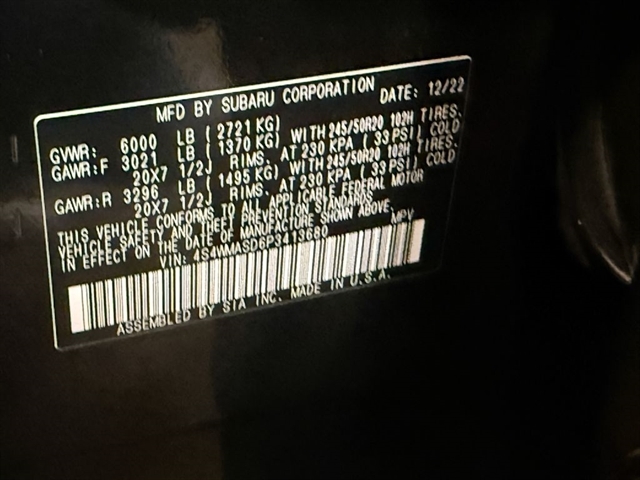 MFD BY SUBARU CORPORATION DATE: 12/22
GVWR: 6000 LB (2721 KG)
GAWR:F 3021 LB (1370 KG) WITH 245/50R20 102H TIRES.
20X7 1/2J RIMS. AT 230 KPA (33 PSI) COLD
GAWR:R 3296 LB (1495 KG) WITH 245/50R20 102H TIRES.
20X7 1/2J RIMS. AT 230 KPA (33 PSI) COLD
THIS VEHICLE CONFORMS TO ALL APPLICABLE FEDERAL MOTOR
VEHICLE SAFETY AND THEFT PREVENTION STANDARDS
IN EFFECT ON THE DATE OF MANUFACTURE SHOWN ABOVE.
VIN: 4S4WMASD6P3413680 MPV
ASSEMBLED BY SIA INC. MADE IN U.S.A.